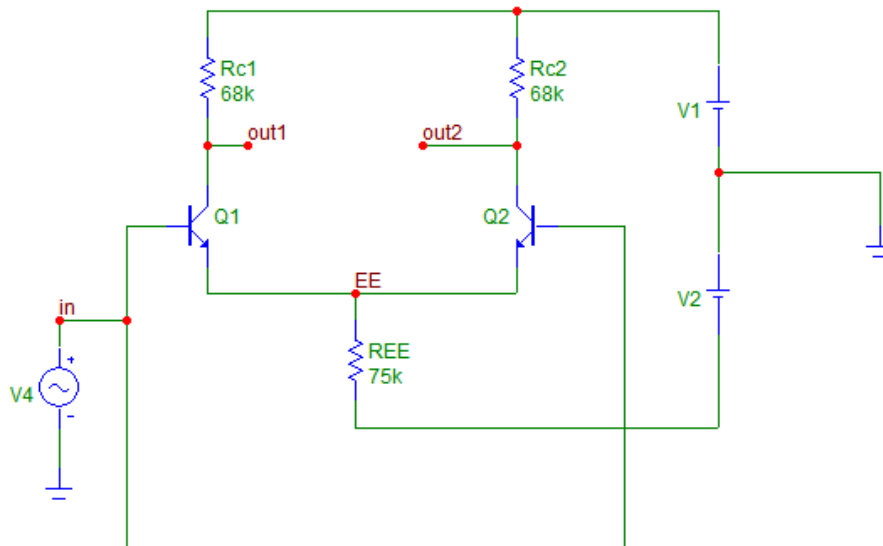 Rc1
68k
Rc2
68k
V1
out1
out2
Q1
Q2
EE
in
V2
REE
75k
+
V4
-